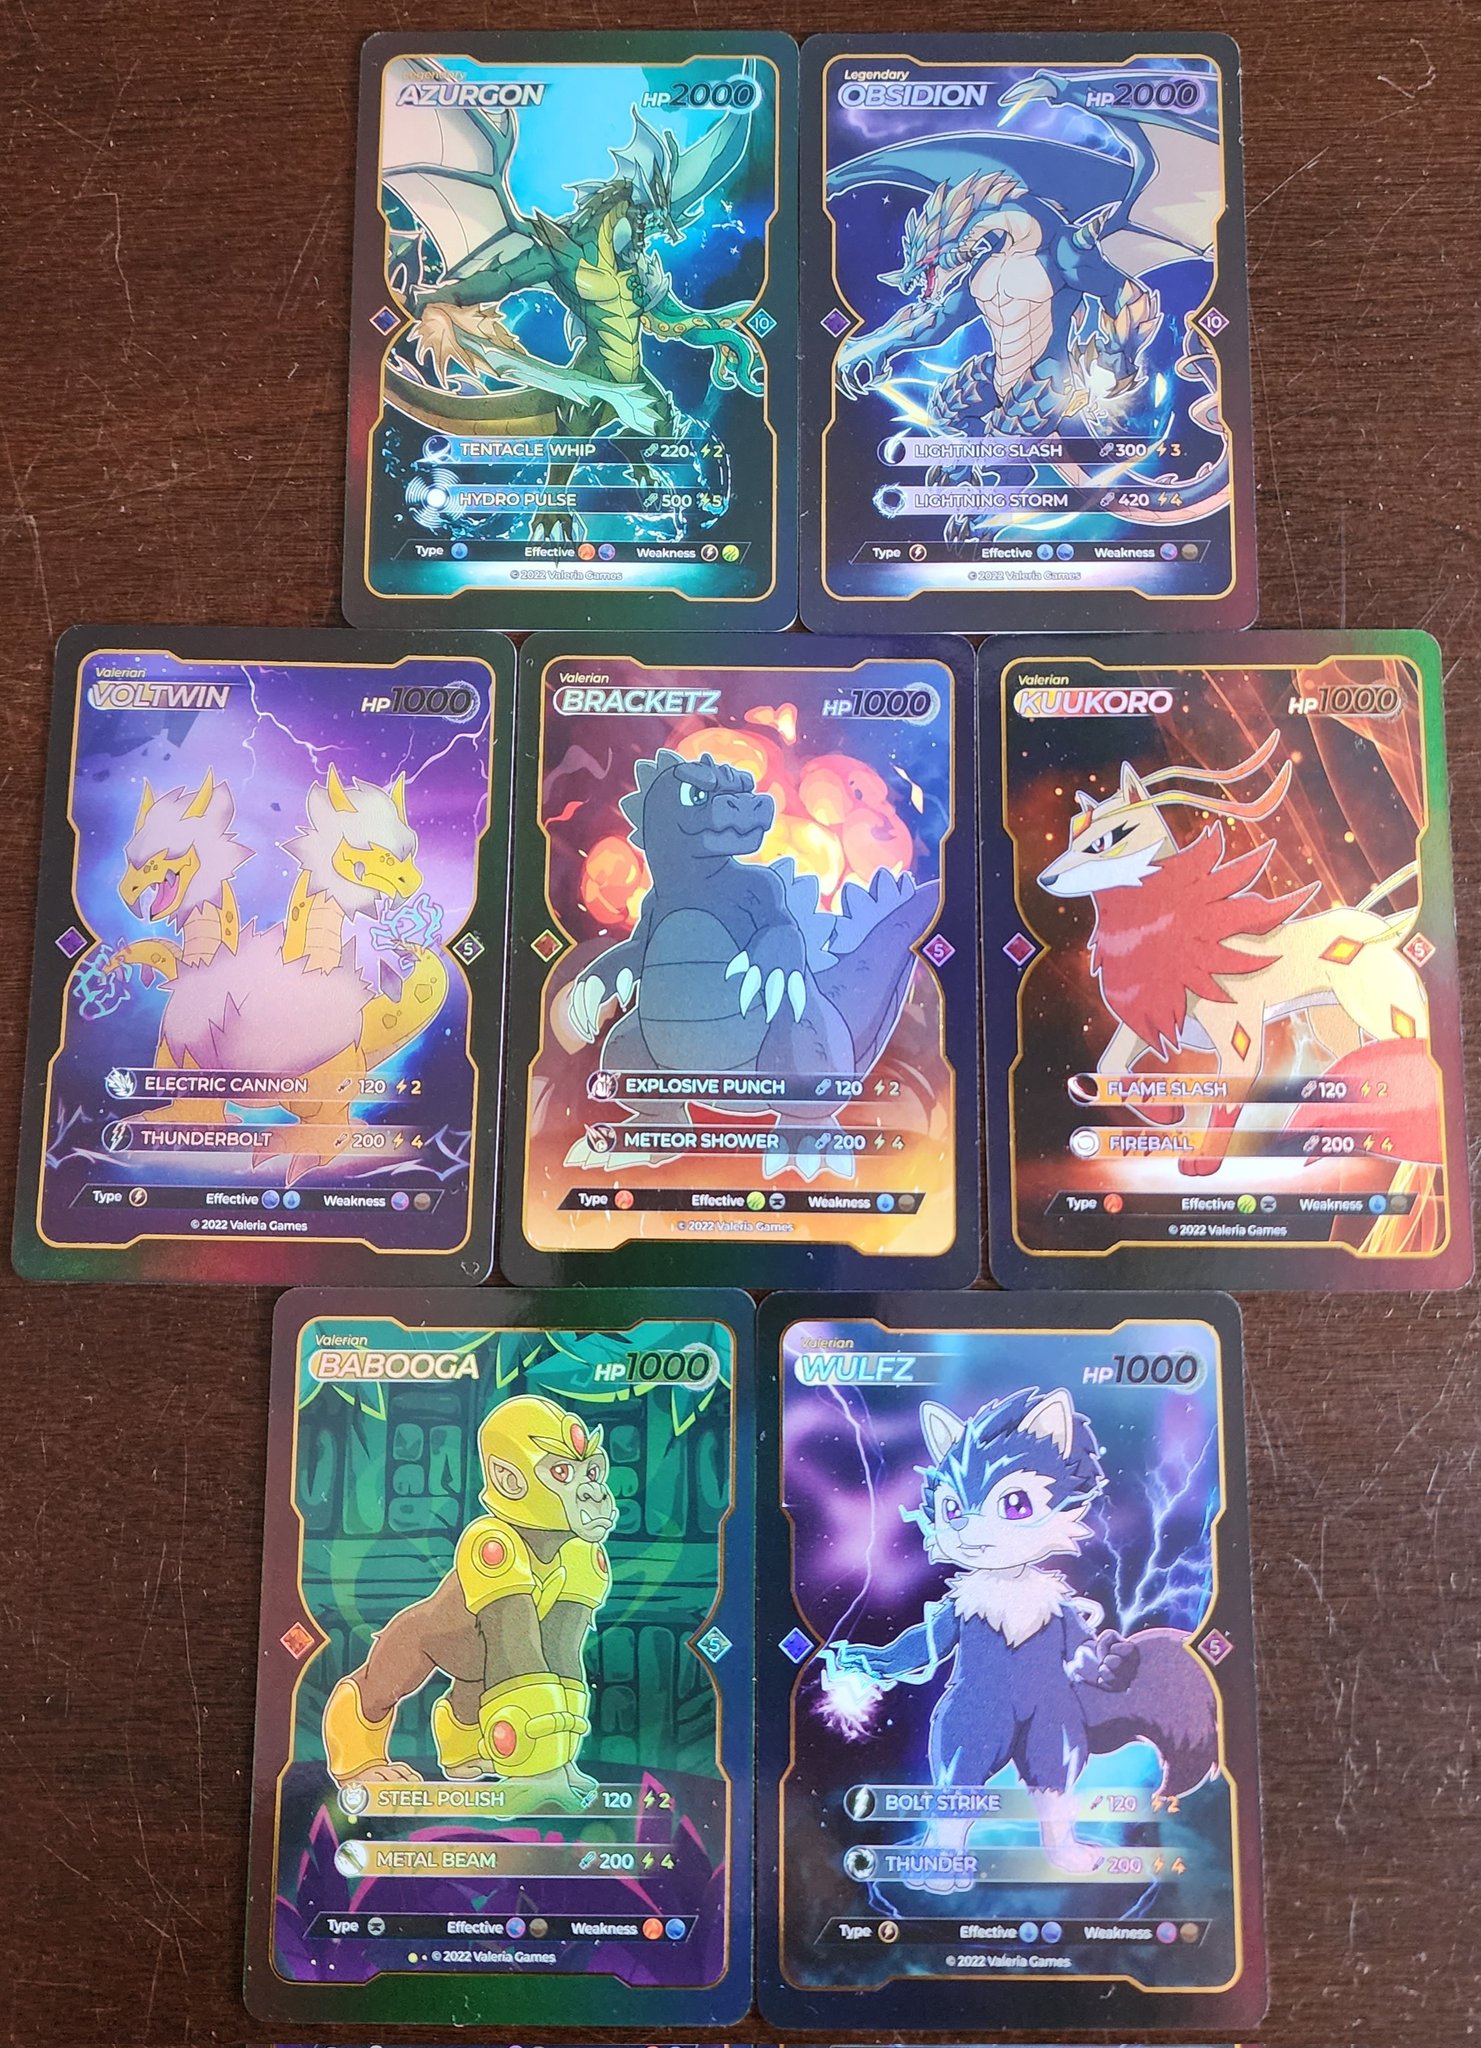 Legendary
AZURGON HP2000
10
TENTACLE WHIP 220 2
HYDRO PULSE 500 5
Type Effective Weakness
© 2022 Valeria Games
Legendary
OBSIDION HP2000
10
LIGHTNING SLASH 300 3
LIGHTNING STORM 420 4
Type Effective Weakness
© 2022 Valeria Games
Valerian
VOLTWIN HP1000
5
ELECTRIC CANNON 120 2
THUNDERBOLT 200 4
Type Effective Weakness
© 2022 Valeria Games
Valerian
BRACKETZ HP1000
5
EXPLOSIVE PUNCH 120 2
METEOR SHOWER 200 4
Type Effective Weakness
© 2022 Valeria Games
Valerian
KUUKORO HP1000
5
FLAME SLASH 120 2
FIREBALL 200 4
Type Effective Weakness
© 2022 Valeria Games
Valerian
BABOOGA HP1000
5
STEEL POLISH 120 2
METAL BEAM 200 4
Type Effective Weakness
© 2022 Valeria Games
Valerian
WULFZ HP1000
5
BOLT STRIKE 120 2
THUNDER 200 4
Type Effective Weakness
© 2022 Valeria Games